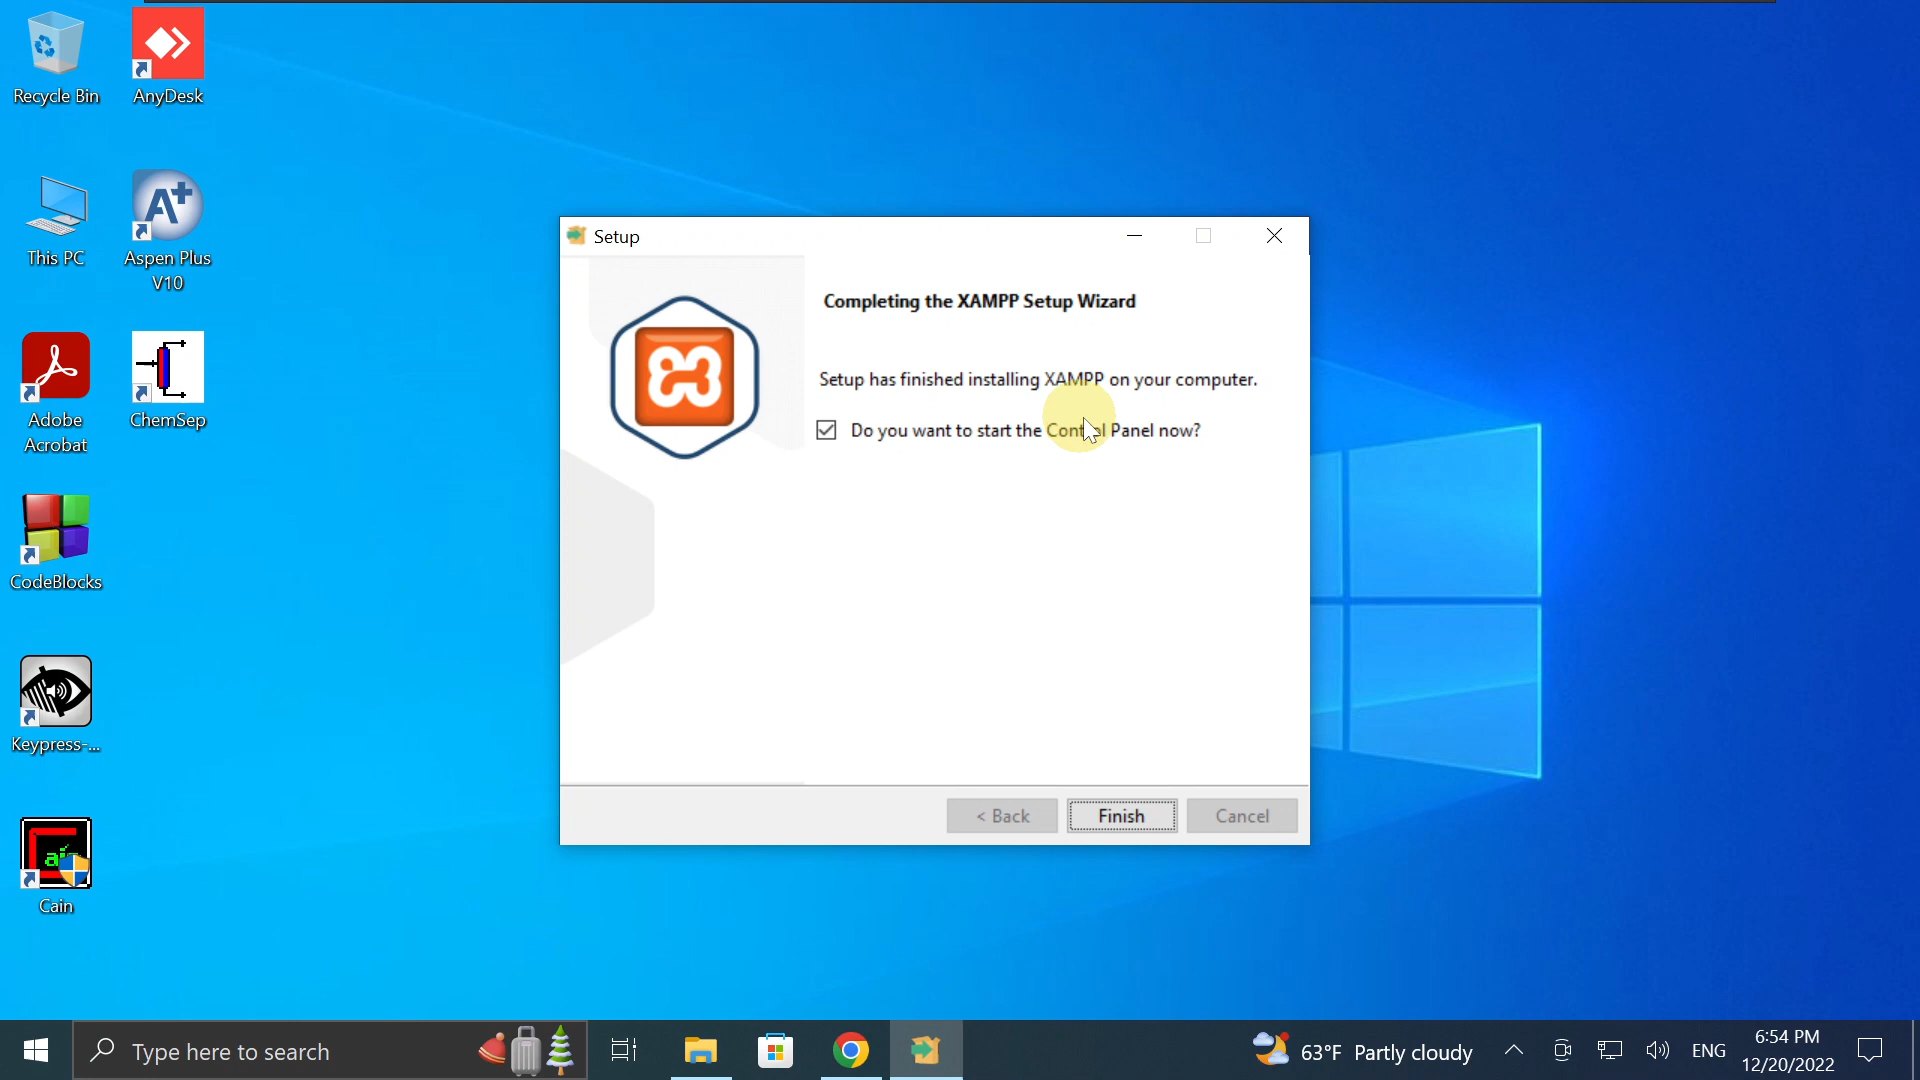 Recycle Bin
AnyDesk
This PC
Aspen Plus
V10
Adobe
Acrobat
ChemSep
CodeBlocks
Keypress-...
Cain
Setup
Completing the XAMPP Setup Wizard
Setup has finished installing XAMPP on your computer.
Do you want to start the Control Panel now?
< Back
Finish
Cancel
Type here to search
63°F Partly cloudy
ENG
6:54 PM
12/20/2022